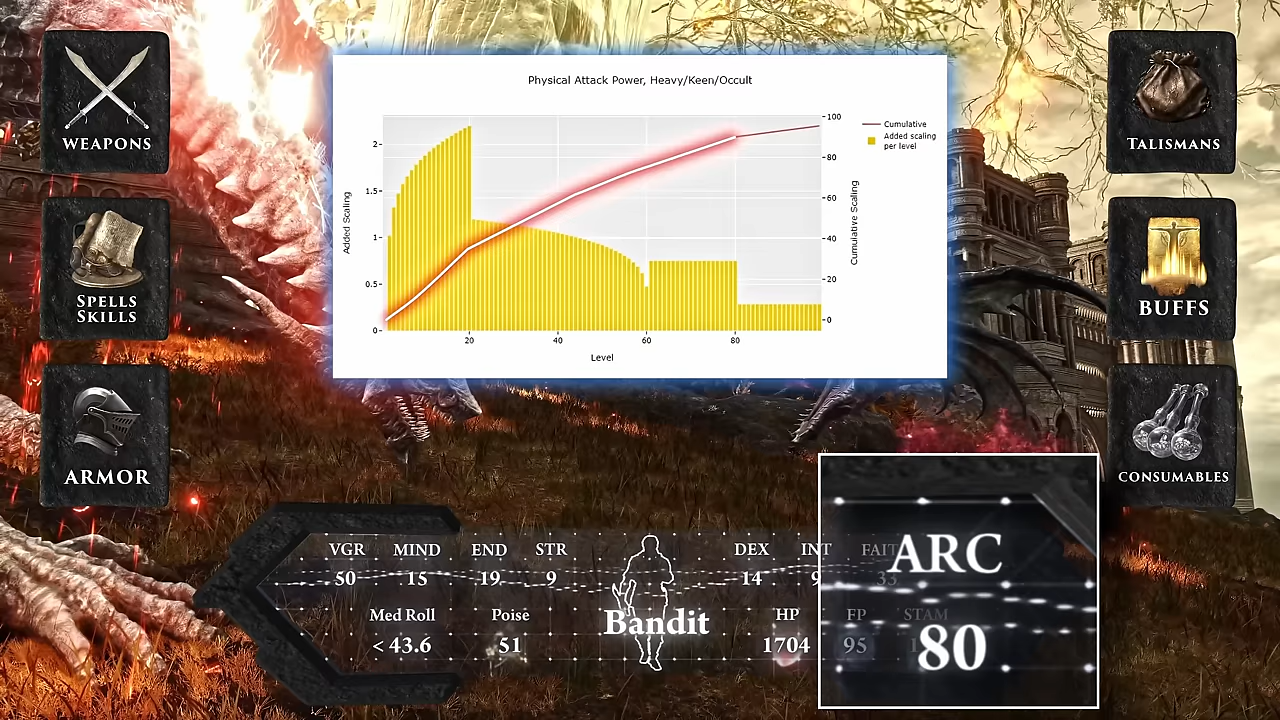 WEAPONS
SPELLS
SKILLS
ARMOR
Physical Attack Power, Heavy/Keen/Occult
Added Scaling
2
1.5
1
0.5
0
20
40
60
80
Level
100
80
60
40
20
0
Cumulative Scaling
Cumulative
Added scaling
per level
TALISMANS
BUFFS
CONSUMABLES
VGR MIND END STR DEX INT FAIT
50 15 19 9 14 9 33
Med Roll Poise Bandit HP FP STAM
< 43.6 51 1704 95
ARC
80